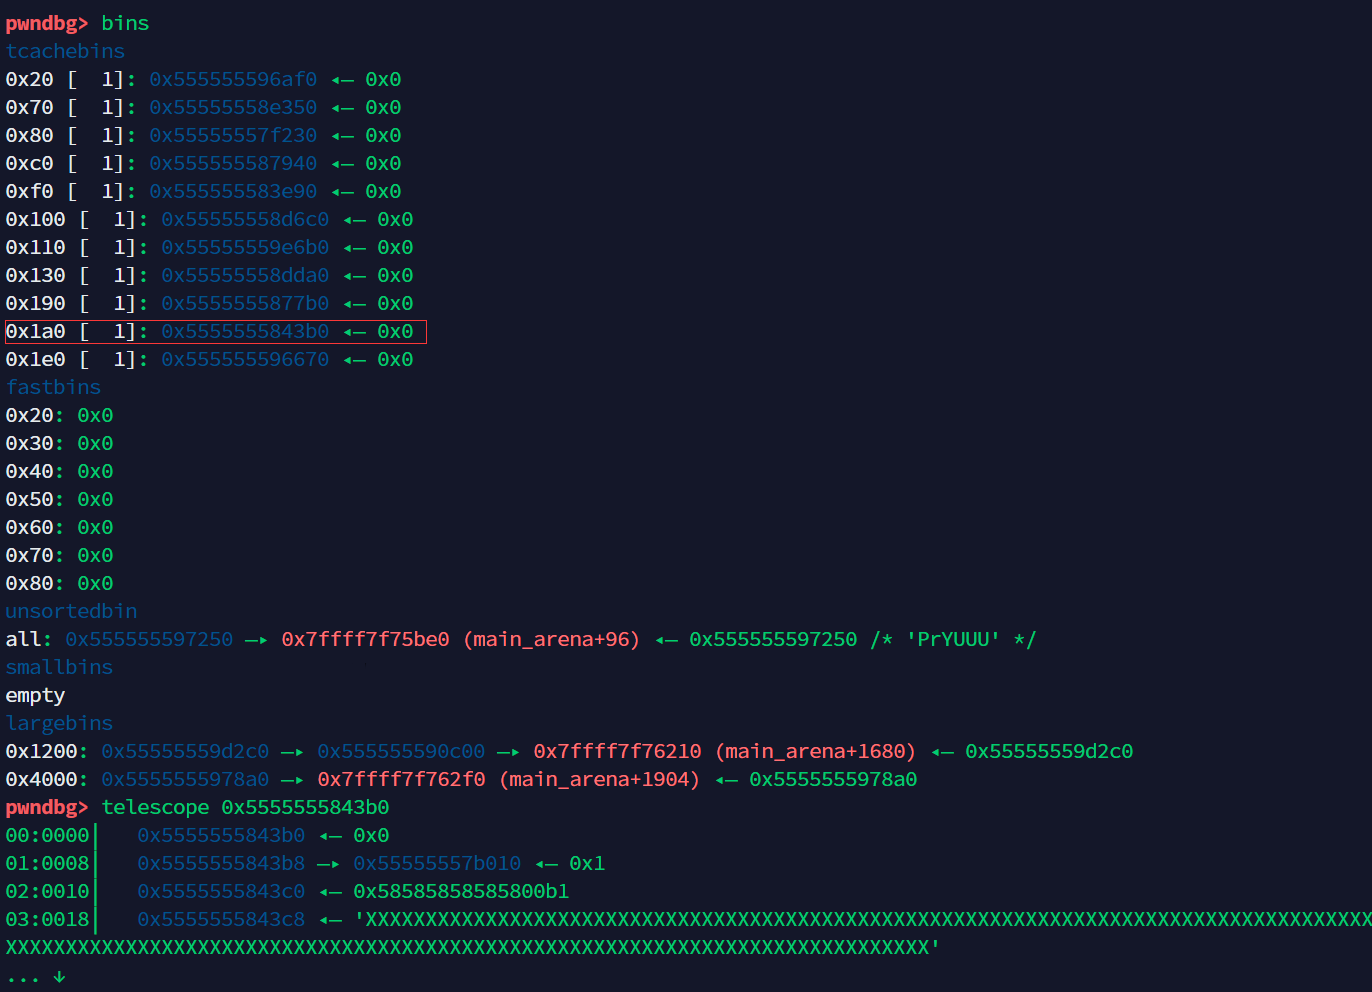 pwndbg> bins
tcachebins
0x20 [  1]: 0x555555596af0 ◂— 0x0
0x70 [  1]: 0x55555558e350 ◂— 0x0
0x80 [  1]: 0x55555557f230 ◂— 0x0
0xc0 [  1]: 0x555555587940 ◂— 0x0
0xf0 [  1]: 0x555555583e90 ◂— 0x0
0x100 [  1]: 0x55555558d6c0 ◂— 0x0
0x110 [  1]: 0x55555559e6b0 ◂— 0x0
0x130 [  1]: 0x55555558dda0 ◂— 0x0
0x190 [  1]: 0x5555555877b0 ◂— 0x0
0x1a0 [  1]: 0x5555555843b0 ◂— 0x0
0x1e0 [  1]: 0x555555596670 ◂— 0x0
fastbins
0x20: 0x0
0x30: 0x0
0x40: 0x0
0x50: 0x0
0x60: 0x0
0x70: 0x0
0x80: 0x0
unsortedbin
all: 0x555555597250 —▸ 0x7ffff7f75be0 (main_arena+96) ◂— 0x555555597250 /* 'PrYUUU' */
smallbins
empty
largebins
0x1200: 0x55555559d2c0 —▸ 0x555555590c00 —▸ 0x7ffff7f76210 (main_arena+1680) ◂— 0x55555559d2c0
0x4000: 0x5555555978a0 —▸ 0x7ffff7f762f0 (main_arena+1904) ◂— 0x5555555978a0
pwndbg> telescope 0x5555555843b0
00:0000│   0x5555555843b0 ◂— 0x0
01:0008│   0x5555555843b8 —▸ 0x55555557b010 ◂— 0x1
02:0010│   0x5555555843c0 ◂— 0x58585858585800b1
03:0018│   0x5555555843c8 ◂— 'XXXXXXXXXXXXXXXXXXXXXXXXXXXXXXXXXXXXXXXXXXXXXXXXXXXXXXXXXXXXXXXXXXXXXXXXXXXXXXXXXXXX
XXXXXXXXXXXXXXXXXXXXXXXXXXXXXXXXXXXXXXXXXXXXXXXXXXXXXXXXXXXXXXXXXXXXXXXXXXXXX'
... ↓